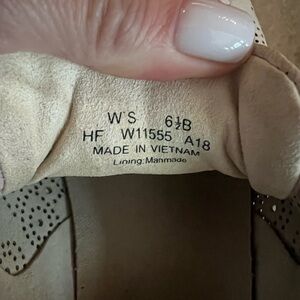 W'S 6½B
HF W11555 A18
MADE IN VIETNAM
Lining:Manmade